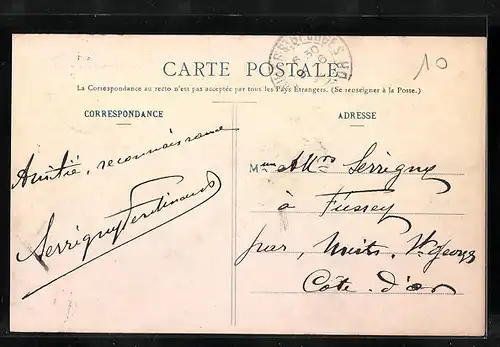 10
CARTE POSTALE
La Correspondance au recto n'est pas acceptée par tous les Pays Étrangers. (Se renseigner à la Poste.)
CORRESPONDANCE
Amitié, reconnaissance
Serrigny Ferdinand
ADRESSE
M Serrigny
à Fussey
par, Nuits, St Georges
Côte-d'or